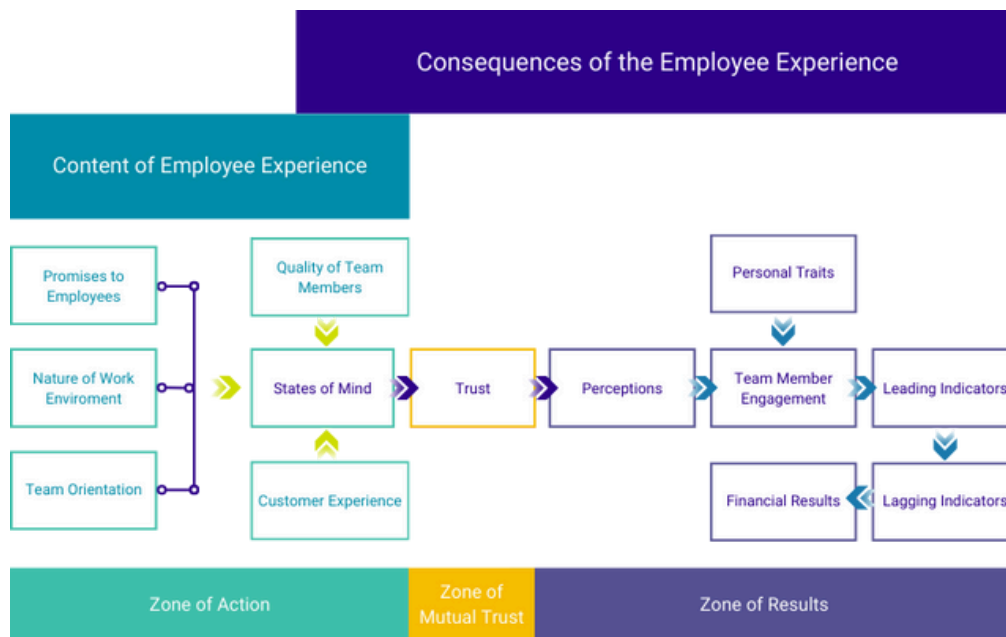 Consequences of the Employee Experience
Content of Employee Experience
Promises to
Employees
Quality of Team
Members
Personal Traits
Nature of Work
Enviroment
States of Mind
Trust
Perceptions
Team Member
Engagement
Leading Indicators
Team Orientation
Customer Experience
Financial Results
Lagging Indicators
Zone of Action
Zone of
Mutual Trust
Zone of Results